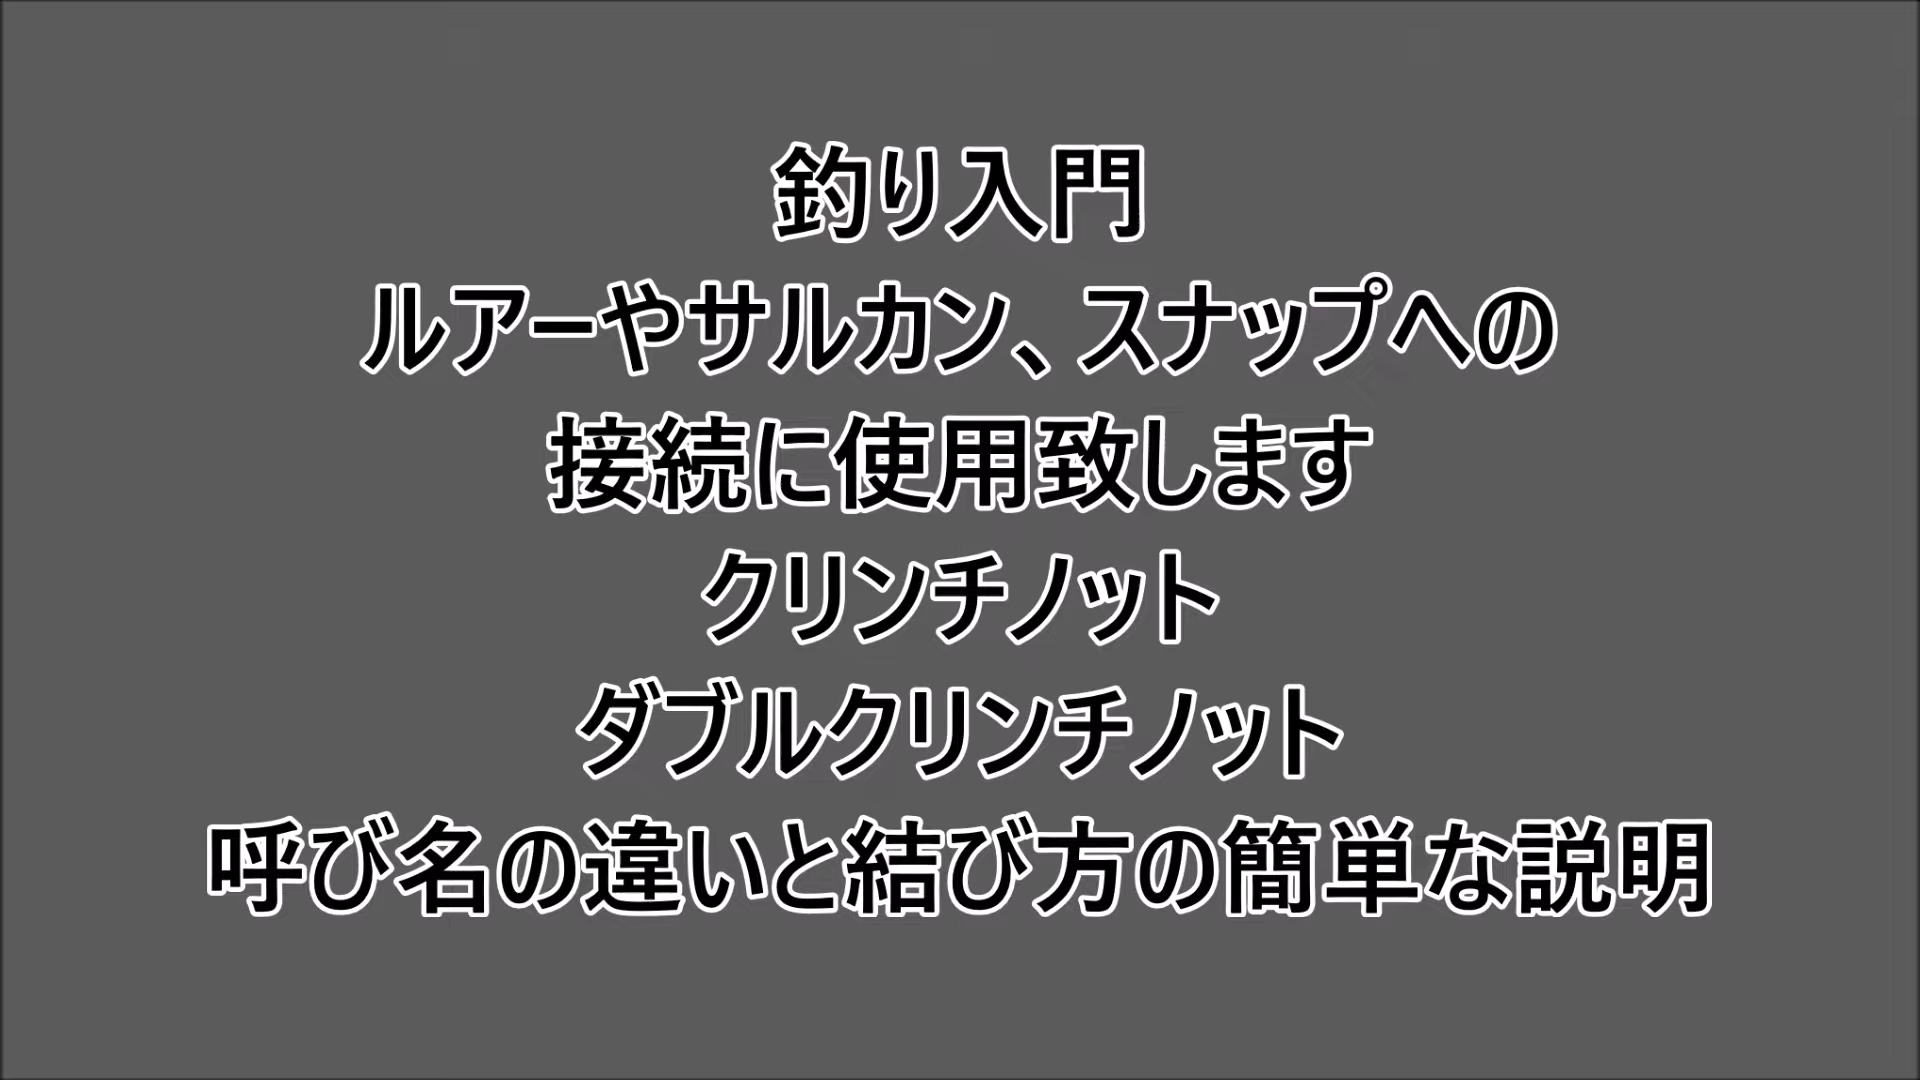 釣り入門
ルアーやサルカン、スナップへの
接続に使用致します
クリンチノット
ダブルクリンチノット
呼び名の違いと結び方の簡単な説明